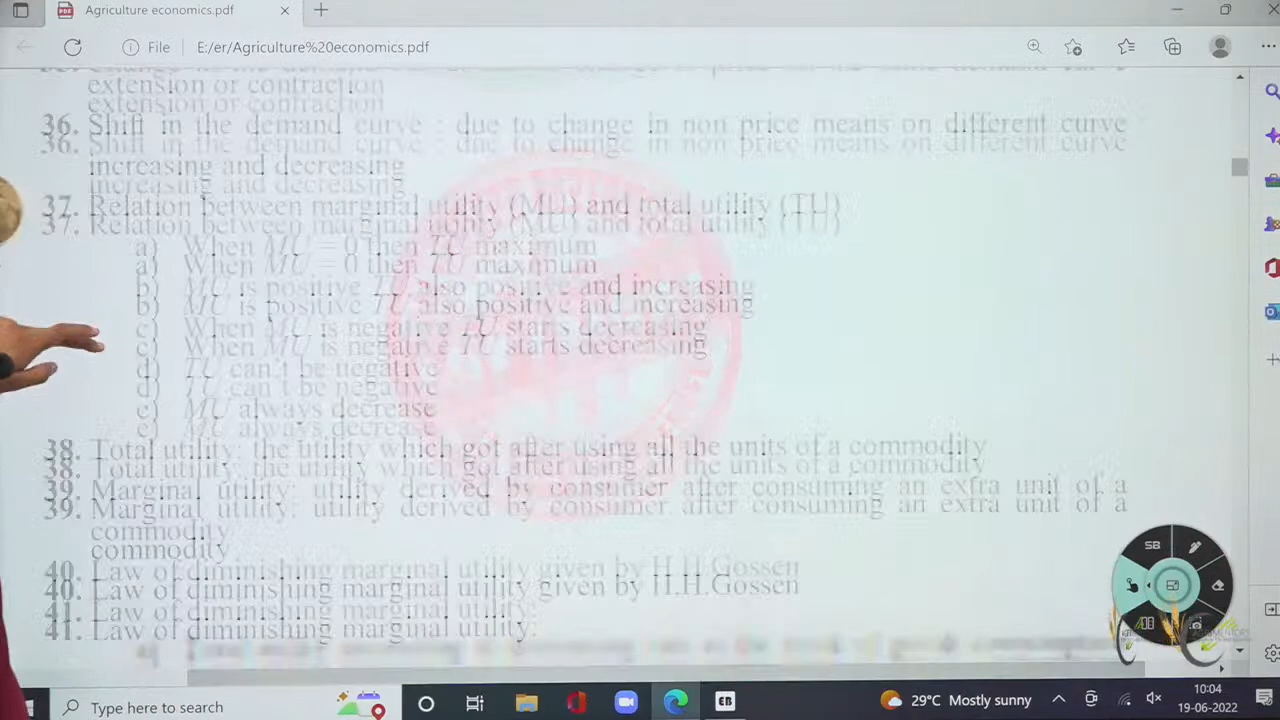 Agriculture economics.pdf
File
E:/er/Agriculture%20economics.pdf
extension or contraction
36. Shift in the demand curve : due to change in non price means on different curve
increasing and decreasing
37. Relation between marginal utility (MU) and total utility (TU)
a) When MU = 0 then TU maximum
b) MU is positive TU also positive and increasing
c) When MU is negative TU starts decreasing
d) TU can't be negative
e) MU always decrease
38. Total utility: the utility which got after using all the units of a commodity
39. Marginal utility: utility derived by consumer after consuming an extra unit of a
commodity
40. Law of diminishing marginal utility given by H.H.Gossen
41. Law of diminishing marginal utility:
SB
Type here to search
EB
29°C Mostly sunny
10:04
19-06-2022